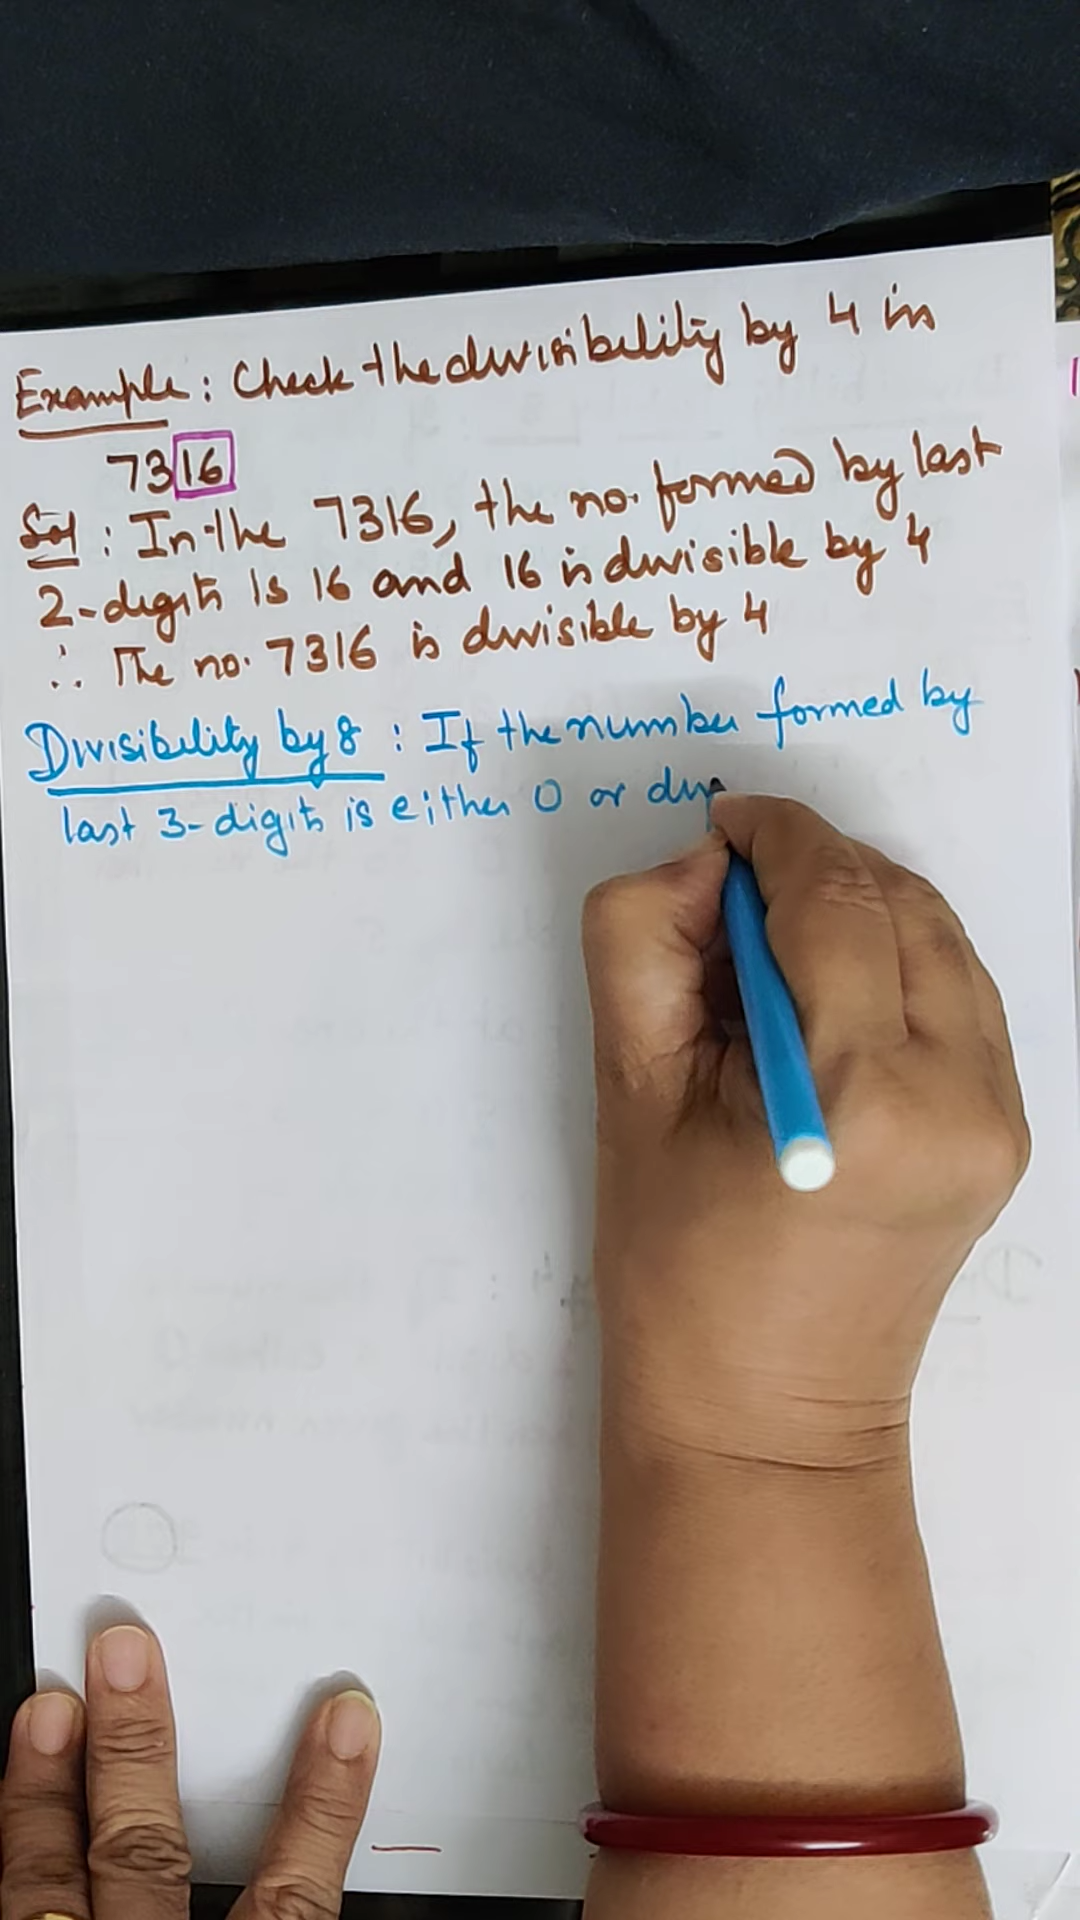 Example: Check the divisibility by 4 in
7316
Sol: In the 7316, the no. formed by last
2-digits is 16 and 16 is divisible by 4
∴ The no. 7316 is divisible by 4
Divisibility by 8: If the number formed by
last 3-digits is either 0 or